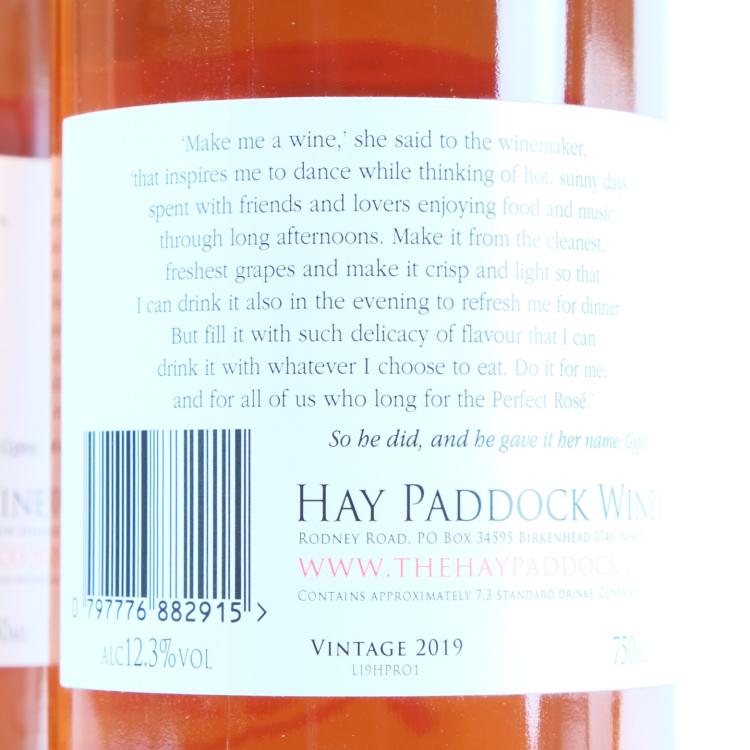 'Make me a wine,' she said to the winemaker,
'that inspires me to dance while thinking of hot, sunny days
spent with friends and lovers enjoying food and music
through long afternoons. Make it from the cleanest,
freshest grapes and make it crisp and light so that
I can drink it also in the evening to refresh me for dinner
But fill it with such delicacy of flavour that I can
drink it with whatever I choose to eat. Do it for me,
and for all of us who long for the Perfect Rosé.'
So he did, and he gave it her name: Gypsy
HAY PADDOCK WINE
RODNEY ROAD, PO BOX 34595 BIRKENHEAD 0746
WWW.THEHAYPADDOCK.
CONTAINS APPROXIMATELY 7.3 STANDARD DRINKS.
0 797776 882915 >
ALC12.3%VOL
VINTAGE 2019
L19HPRO1
750